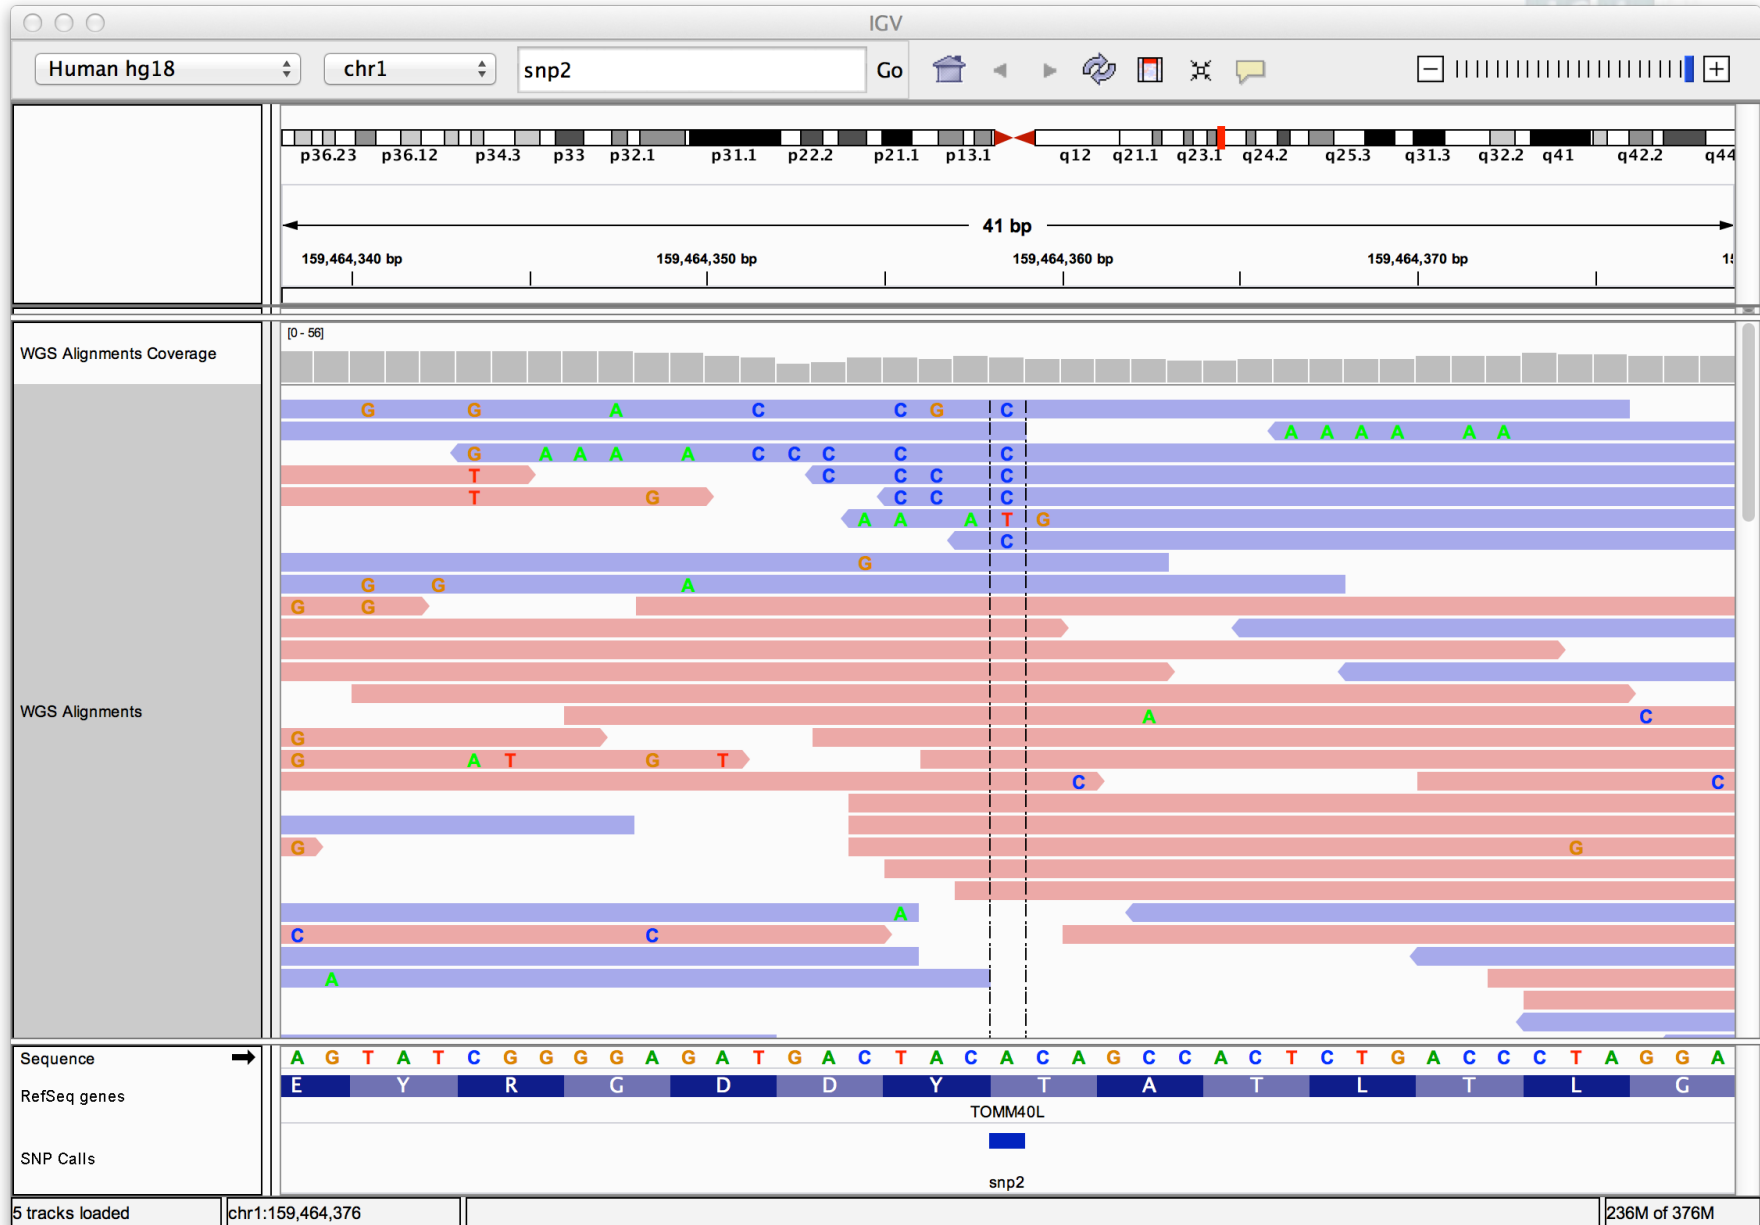 IGV
Human hg18 chr1 snp2 Go
p36.23 p36.12 p34.3 p33 p32.1 p31.1 p22.2 p21.1 p13.1 q12 q21.1 q23.1 q24.2 q25.3 q31.3 q32.2 q41 q42.2 q44
41 bp
159,464,340 bp 159,464,350 bp 159,464,360 bp 159,464,370 bp
[0 - 56]
WGS Alignments Coverage
G G A C C G C
A A A A A A
G A A A A C C C C C
T C C C C
T G C C C
A A A T G
C
G
G G A
G G
WGS Alignments
A C
G
G A T G T
C C
G G
A
C C
A
Sequence A G T A T C G G G G A G A T G A C T A C A C A G C C A C T C T G A C C C T A G G A
RefSeq genes E Y R G D D Y T A T L T L G
TOMM40L
SNP Calls
snp2
5 tracks loaded chr1:159,464,376 236M of 376M